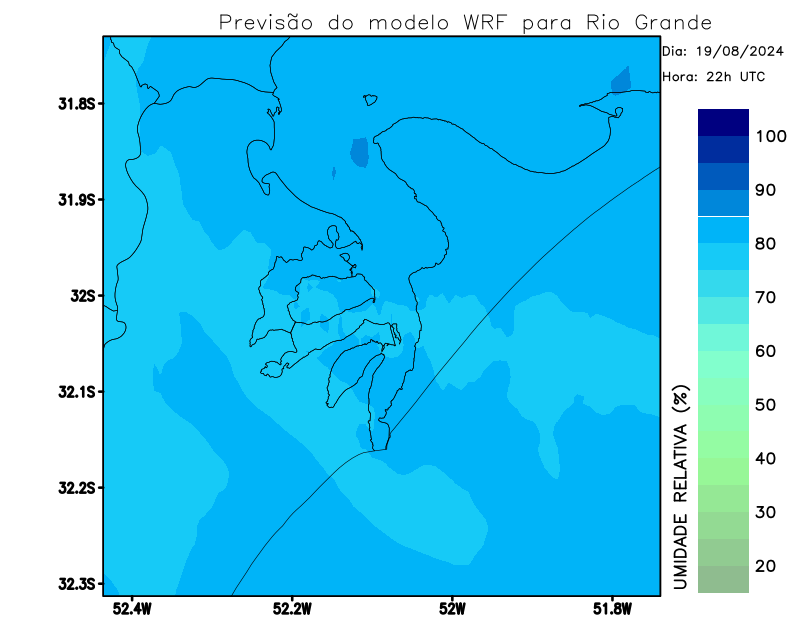 Previsão do modelo WRF para Rio Grande
Dia: 19/08/2024
Hora: 22h UTC
31.8S
31.9S
32S
32.1S
32.2S
32.3S
52.4W
52.2W
52W
51.8W
100
90
80
70
60
50
40
30
20
UMIDADE RELATIVA (%)